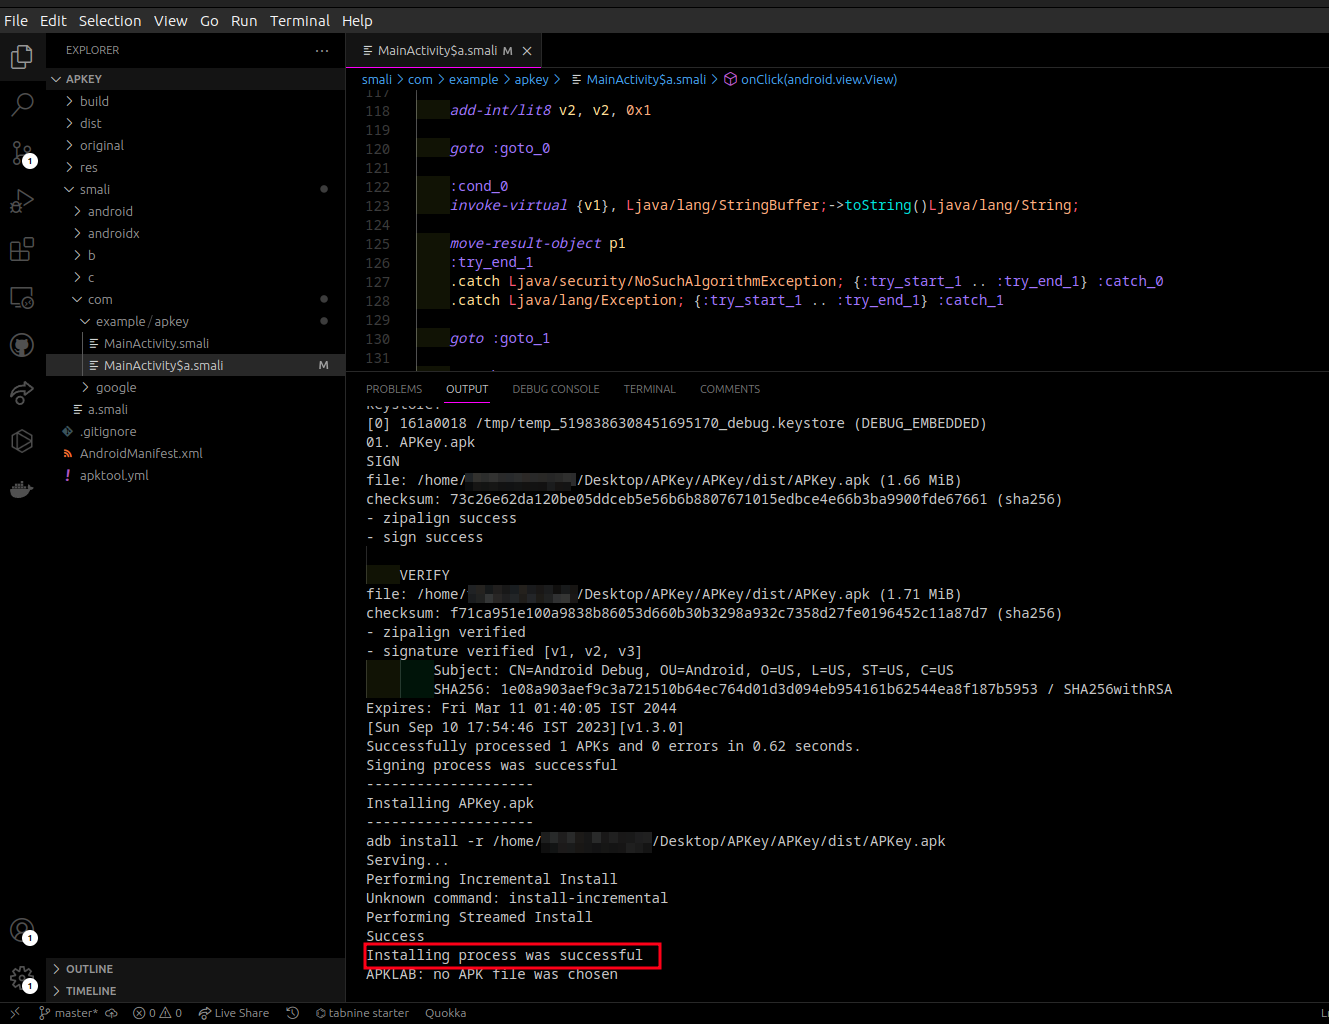 File Edit Selection View Go Run Terminal Help
EXPLORER
APKEY
build
dist
original
res
smali
android
androidx
b
c
com
example/apkey
MainActivity.smali
MainActivity$a.smali M
google
a.smali
.gitignore
AndroidManifest.xml
! apktool.yml
OUTLINE
TIMELINE
1
1
1
MainActivity$a.smali M
smali > com > example > apkey > MainActivity$a.smali > onClick(android.view.View)
117
118 add-int/lit8 v2, v2, 0x1
119
120 goto :goto_0
121
122 :cond_0
123 invoke-virtual {v1}, Ljava/lang/StringBuffer;->toString()Ljava/lang/String;
124
125 move-result-object p1
126 :try_end_1
127 .catch Ljava/security/NoSuchAlgorithmException; {:try_start_1 .. :try_end_1} :catch_0
128 .catch Ljava/lang/Exception; {:try_start_1 .. :try_end_1} :catch_1
129
130 goto :goto_1
131
PROBLEMS OUTPUT DEBUG CONSOLE TERMINAL COMMENTS
keystore:
[0] 161a0018 /tmp/temp_5198386308451695170_debug.keystore (DEBUG_EMBEDDED)
01. APKey.apk
SIGN
file: /home/ /Desktop/APKey/APKey/dist/APKey.apk (1.66 MiB)
checksum: 73c26e62da120be05ddceb5e56b6b8807671015edbce4e66b3ba9900fde67661 (sha256)
- zipalign success
- sign success
VERIFY
file: /home/ /Desktop/APKey/APKey/dist/APKey.apk (1.71 MiB)
checksum: f71ca951e100a9838b86053d660b30b3298a932c7358d27fe0196452c11a87d7 (sha256)
- zipalign verified
- signature verified [v1, v2, v3]
Subject: CN=Android Debug, OU=Android, O=US, L=US, ST=US, C=US
SHA256: 1e08a903aef9c3a721510b64ec764d01d3d094eb954161b62544ea8f187b5953 / SHA256withRSA
Expires: Fri Mar 11 01:40:05 IST 2044
[Sun Sep 10 17:54:46 IST 2023][v1.3.0]
Successfully processed 1 APKs and 0 errors in 0.62 seconds.
Signing process was successful
--------------------
Installing APKey.apk
--------------------
adb install -r /home/ /Desktop/APKey/APKey/dist/APKey.apk
Serving...
Performing Incremental Install
Unknown command: install-incremental
Performing Streamed Install
Success
Installing process was successful
APKLAB: no APK file was chosen
master* 0 0 Live Share tabnine starter Quokka